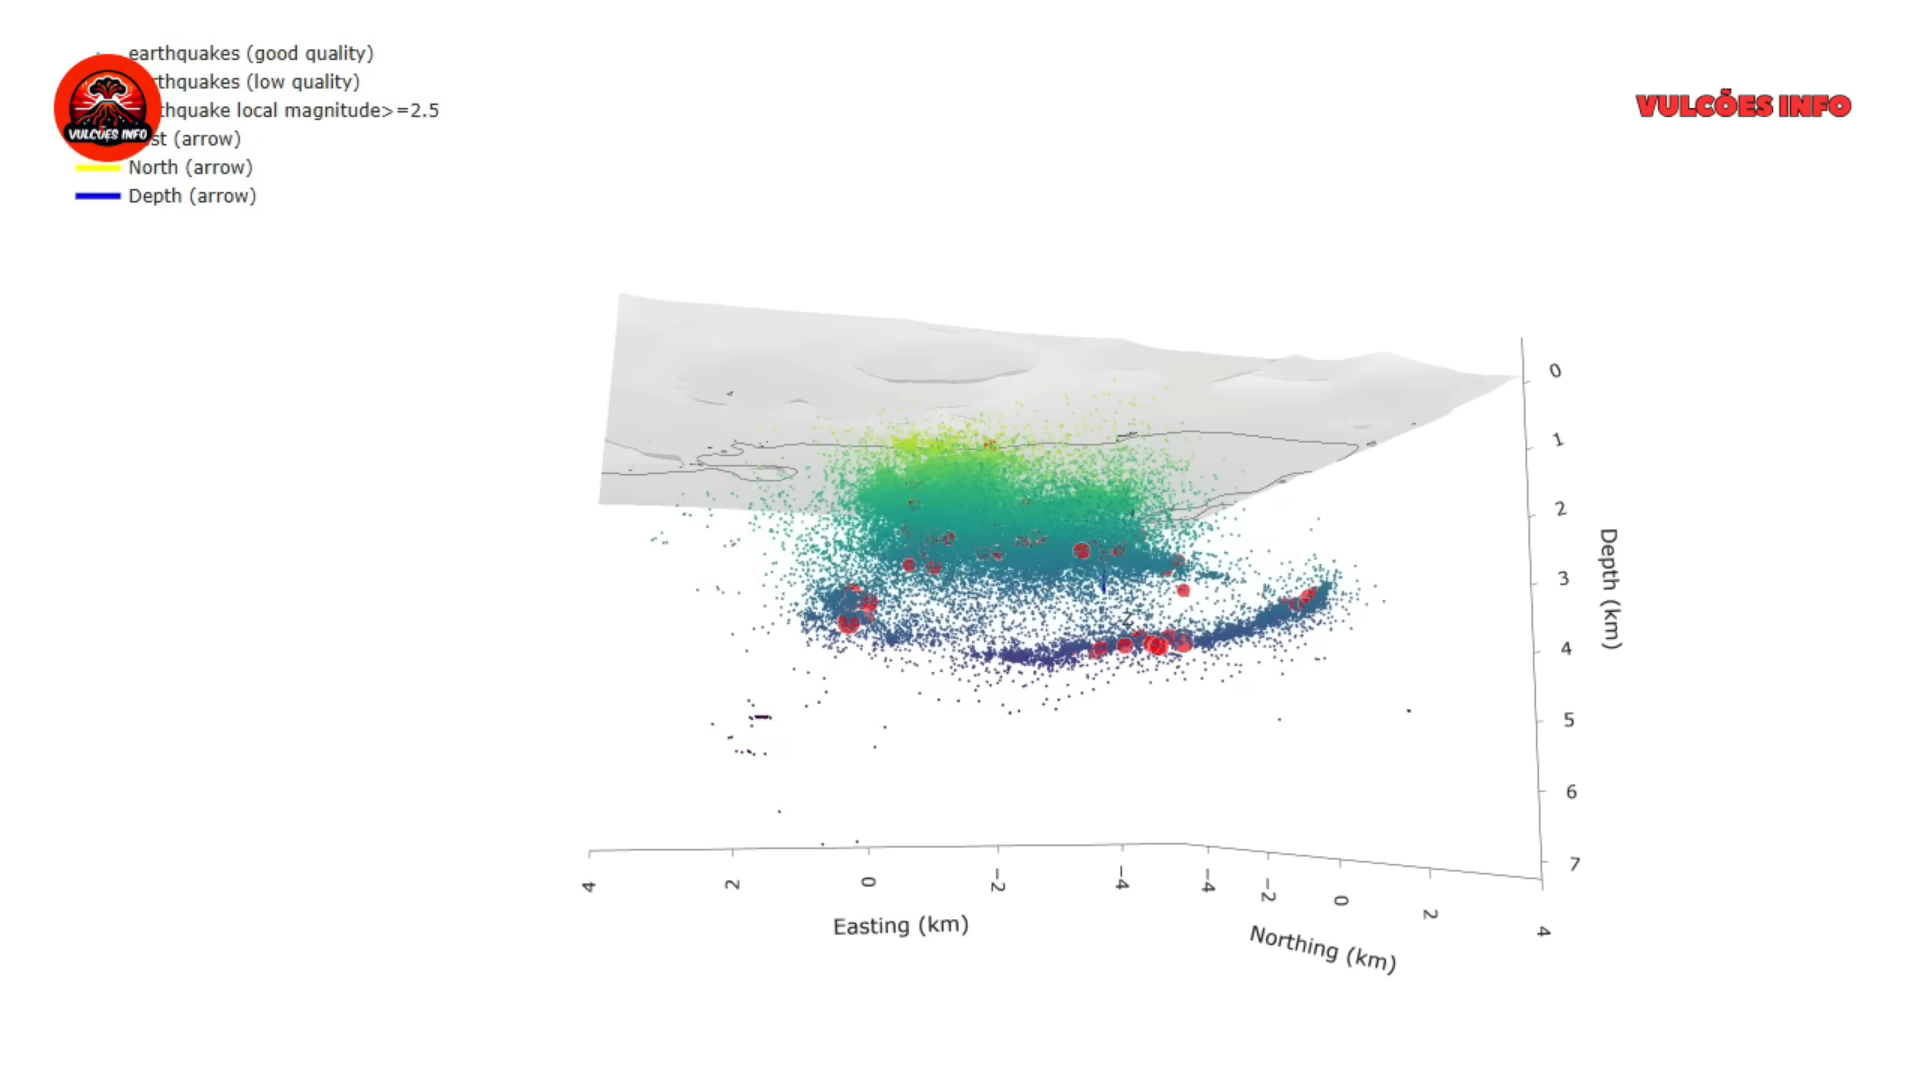 earthquakes (good quality)
thquakes (low quality)
thquake local magnitude>=2.5
st (arrow)
North (arrow)
Depth (arrow)
VULCÕES INFO
VULCÕES INFO
0
1
2
3
4
5
6
7
Depth (km)
Z
4
2
0
−2
−4
−4
−2
0
2
4
Easting (km)
Northing (km)